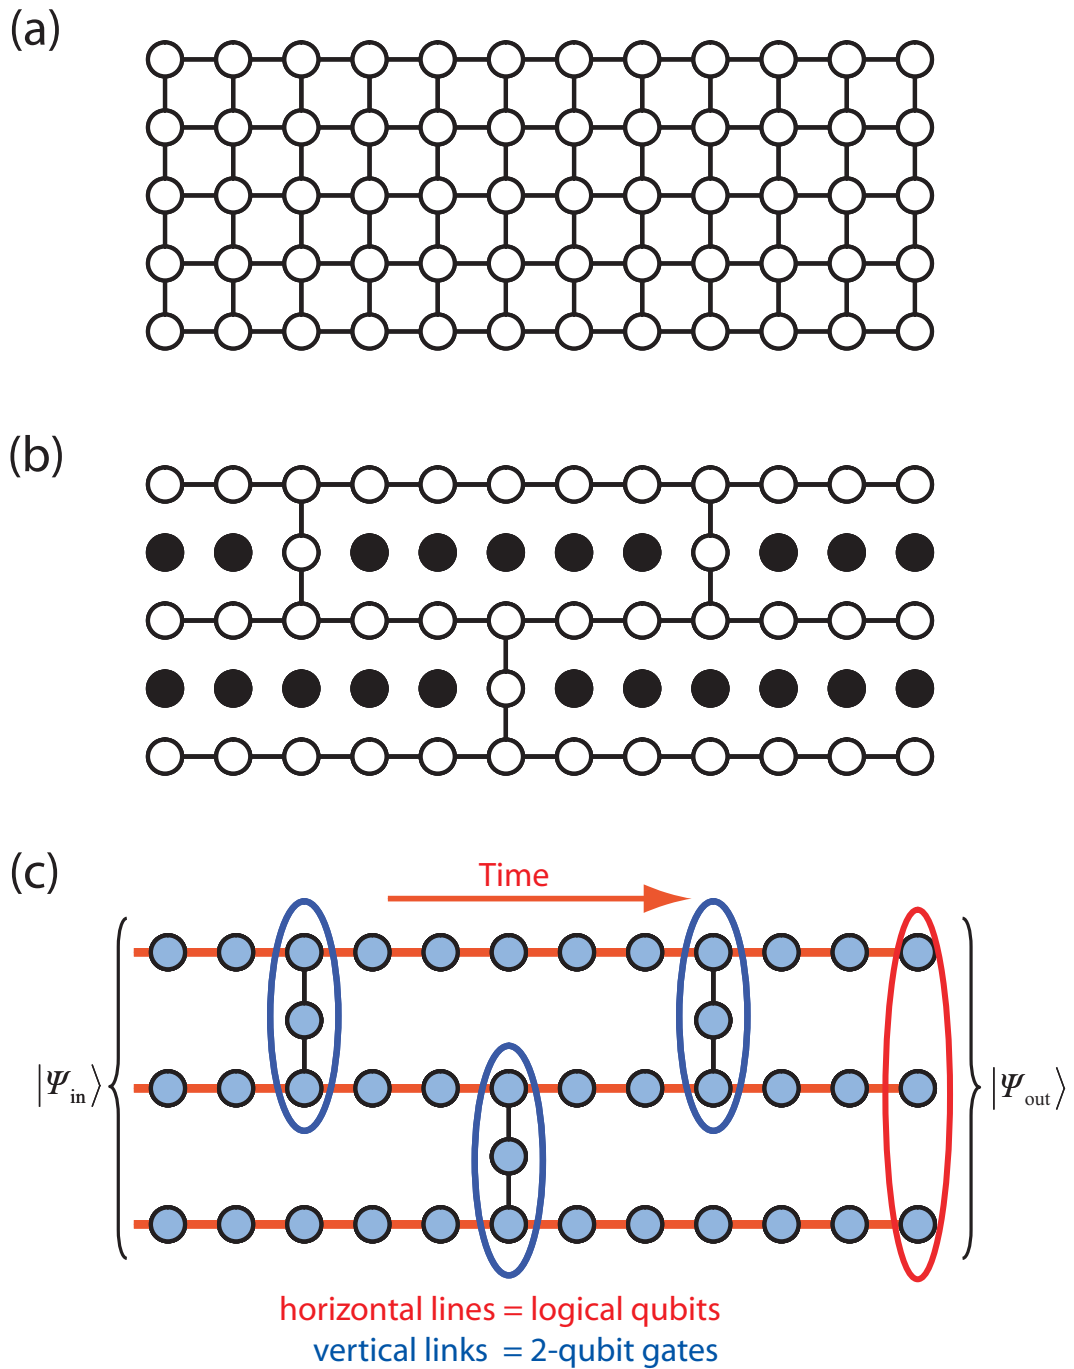 (a)
(b)
(c)
Time
|Ψin⟩
|Ψout⟩
horizontal lines = logical qubits
vertical links = 2-qubit gates